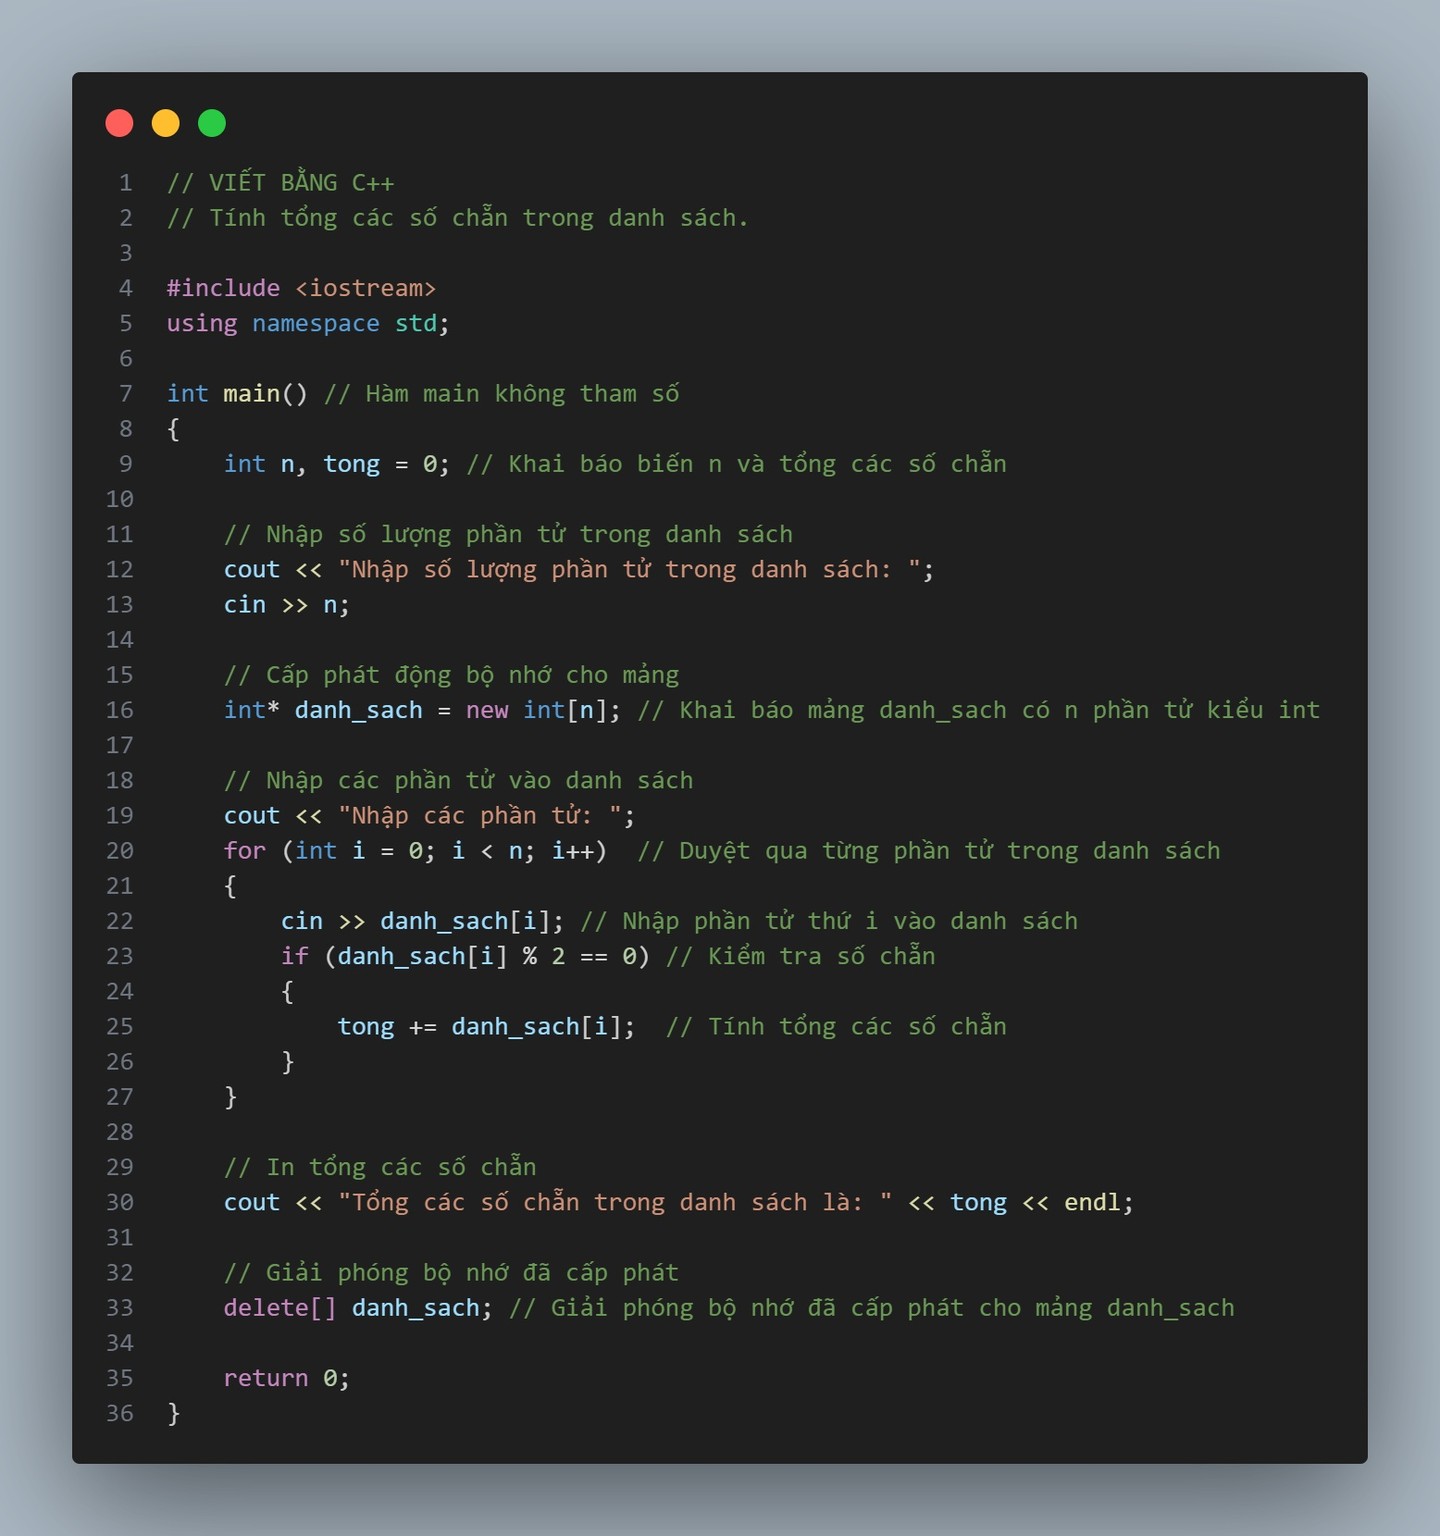 1 // VIẾT BẰNG C++
2 // Tính tổng các số chẵn trong danh sách.
3
4 #include <iostream>
5 using namespace std;
6
7 int main() // Hàm main không tham số
8 {
9     int n, tong = 0; // Khai báo biến n và tổng các số chẵn
10
11     // Nhập số lượng phần tử trong danh sách
12     cout << "Nhập số lượng phần tử trong danh sách: ";
13     cin >> n;
14
15     // Cấp phát động bộ nhớ cho mảng
16     int* danh_sach = new int[n]; // Khai báo mảng danh_sach có n phần tử kiểu int
17
18     // Nhập các phần tử vào danh sách
19     cout << "Nhập các phần tử: ";
20     for (int i = 0; i < n; i++)  // Duyệt qua từng phần tử trong danh sách
21     {
22         cin >> danh_sach[i]; // Nhập phần tử thứ i vào danh sách
23         if (danh_sach[i] % 2 == 0) // Kiểm tra số chẵn
24         {
25             tong += danh_sach[i];  // Tính tổng các số chẵn
26         }
27     }
28
29     // In tổng các số chẵn
30     cout << "Tổng các số chẵn trong danh sách là: " << tong << endl;
31
32     // Giải phóng bộ nhớ đã cấp phát
33     delete[] danh_sach; // Giải phóng bộ nhớ đã cấp phát cho mảng danh_sach
34
35     return 0;
36 }